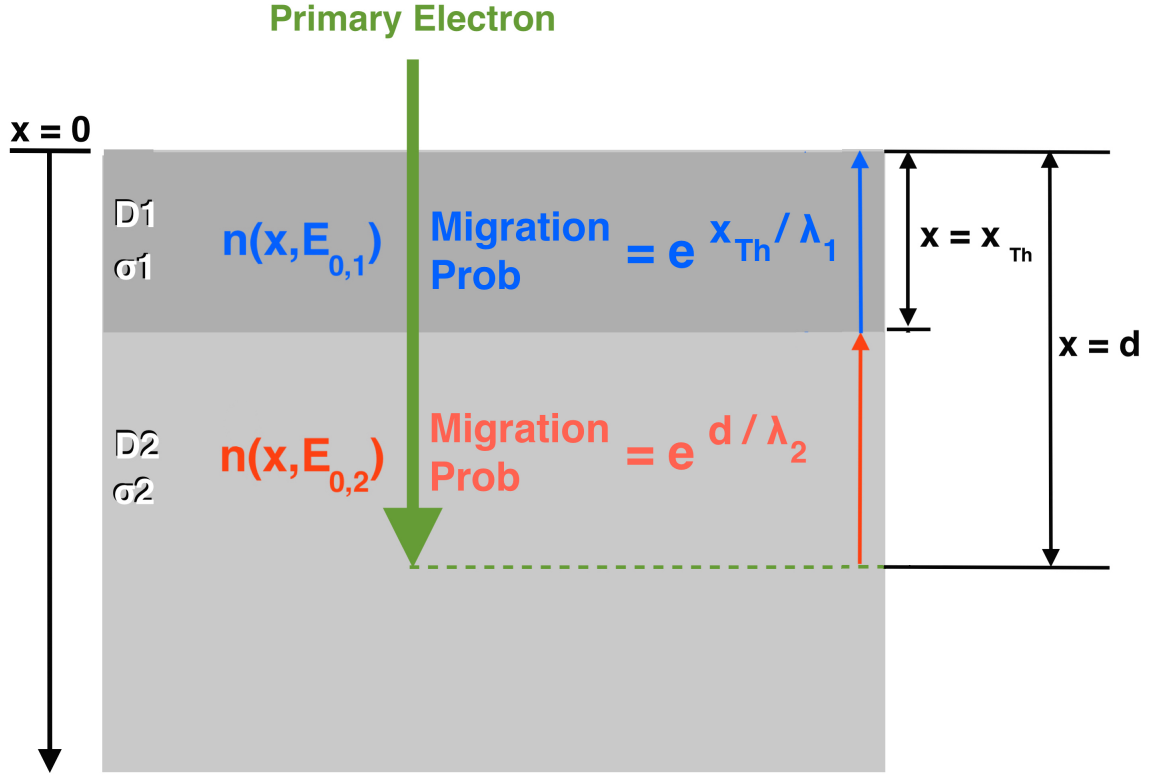 Primary Electron
x = 0
D1
σ1
n(x,E0,1)
Migration
Prob
= e xTh / λ1
x = x Th
x = d
D2
σ2
n(x,E0,2)
Migration
Prob
= e d / λ2